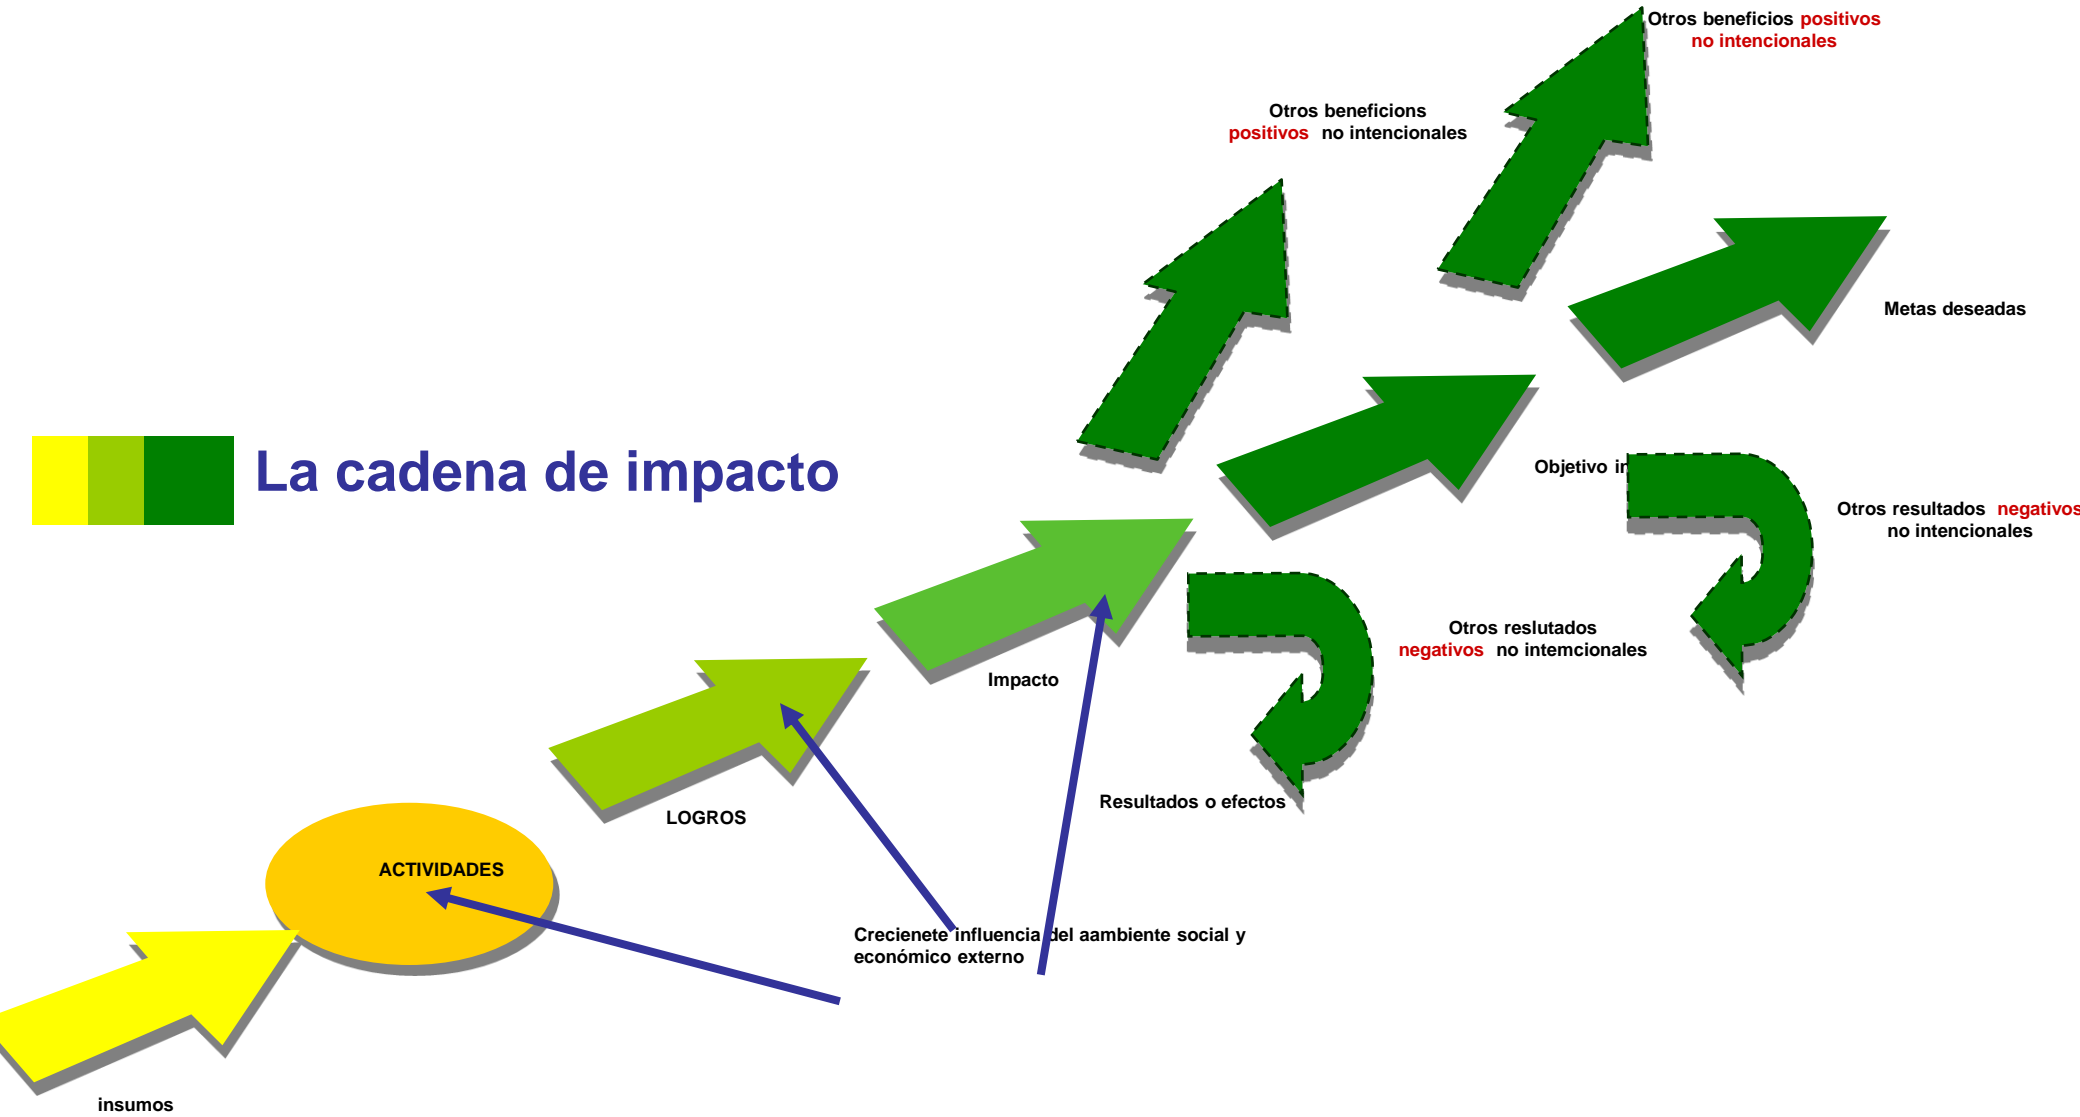 Otros beneficios positivos
no intencionales
Otros beneficions
positivos no intencionales
Metas deseadas
La cadena de impacto
Objetivo
Otros resultados negativos
no intencionales
Otros reslutados
negativos no intemcionales
Impacto
Resultados o efectos
LOGROS
ACTIVIDADES
Crecienete influencia del aambiente social y
económico externo
insumos